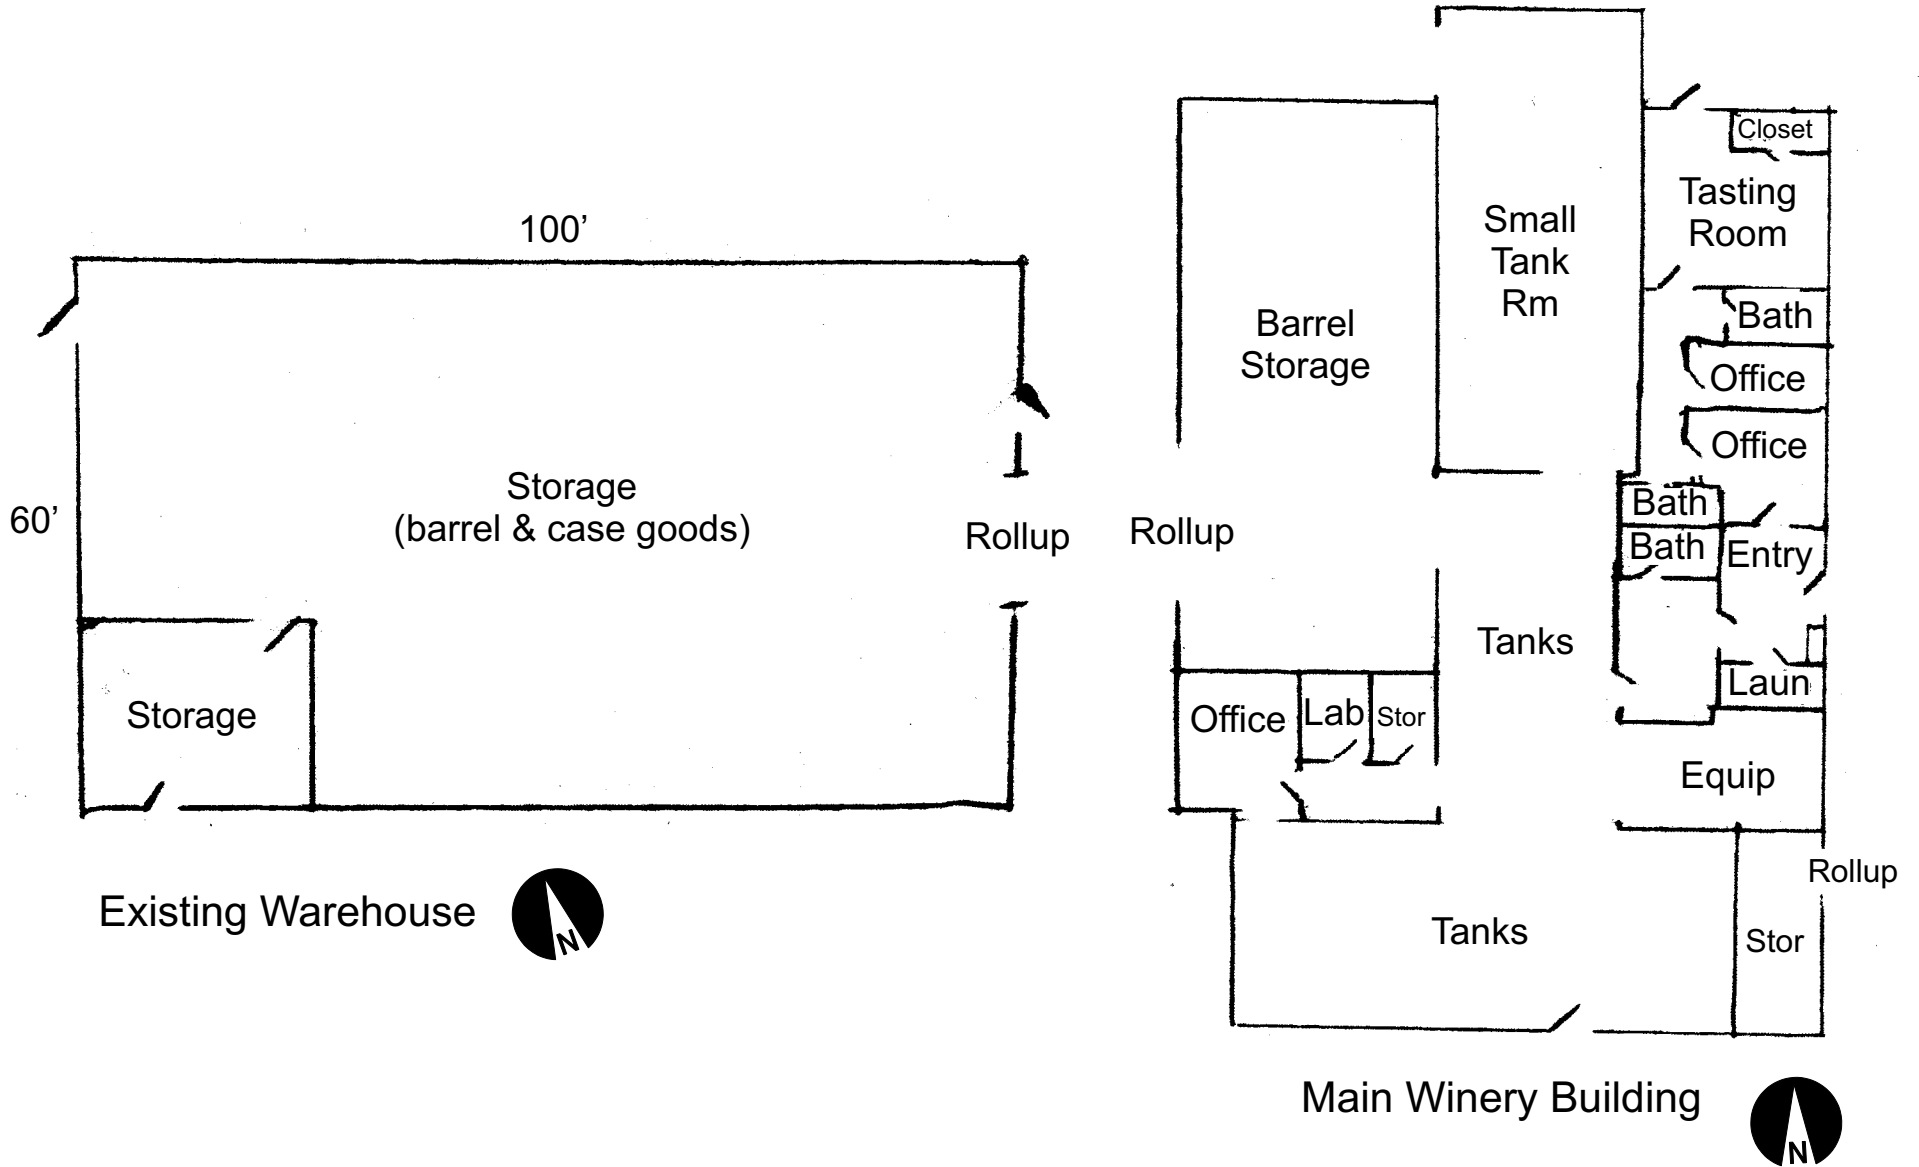 100’
60’
Storage
(barrel & case goods)
Rollup
Storage
Existing Warehouse
N
Closet
Tasting
Room
Small
Tank
Rm
Barrel
Storage
Bath
Office
Office
Bath
Bath
Entry
Rollup
Tanks
Laun
Office
Lab
Stor
Equip
Rollup
Tanks
Stor
Main Winery Building
N